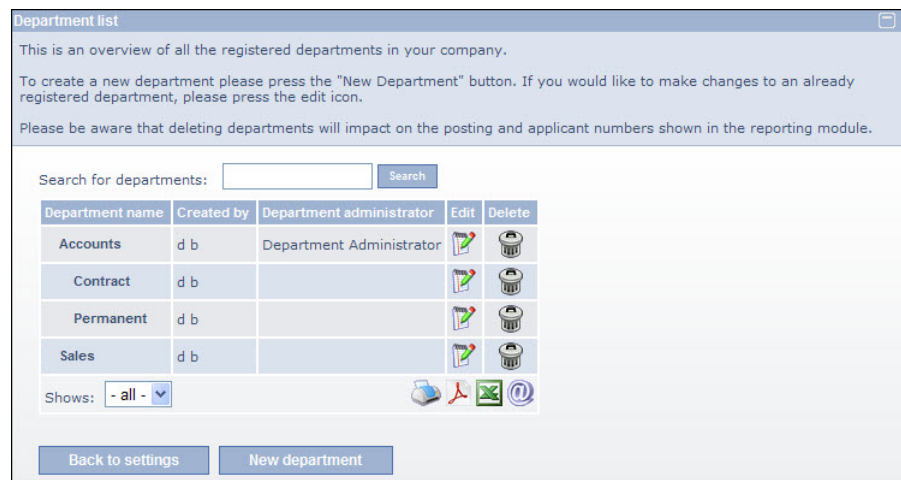 Department list
This is an overview of all the registered departments in your company.
To create a new department please press the "New Department" button. If you would like to make changes to an already
registered department, please press the edit icon.
Please be aware that deleting departments will impact on the posting and applicant numbers shown in the reporting module.
Search for departments: Search
Department name Created by Department administrator Edit Delete
Accounts d b Department Administrator
Contract d b
Permanent d b
Sales d b
Shows: - all -
Back to settings New department